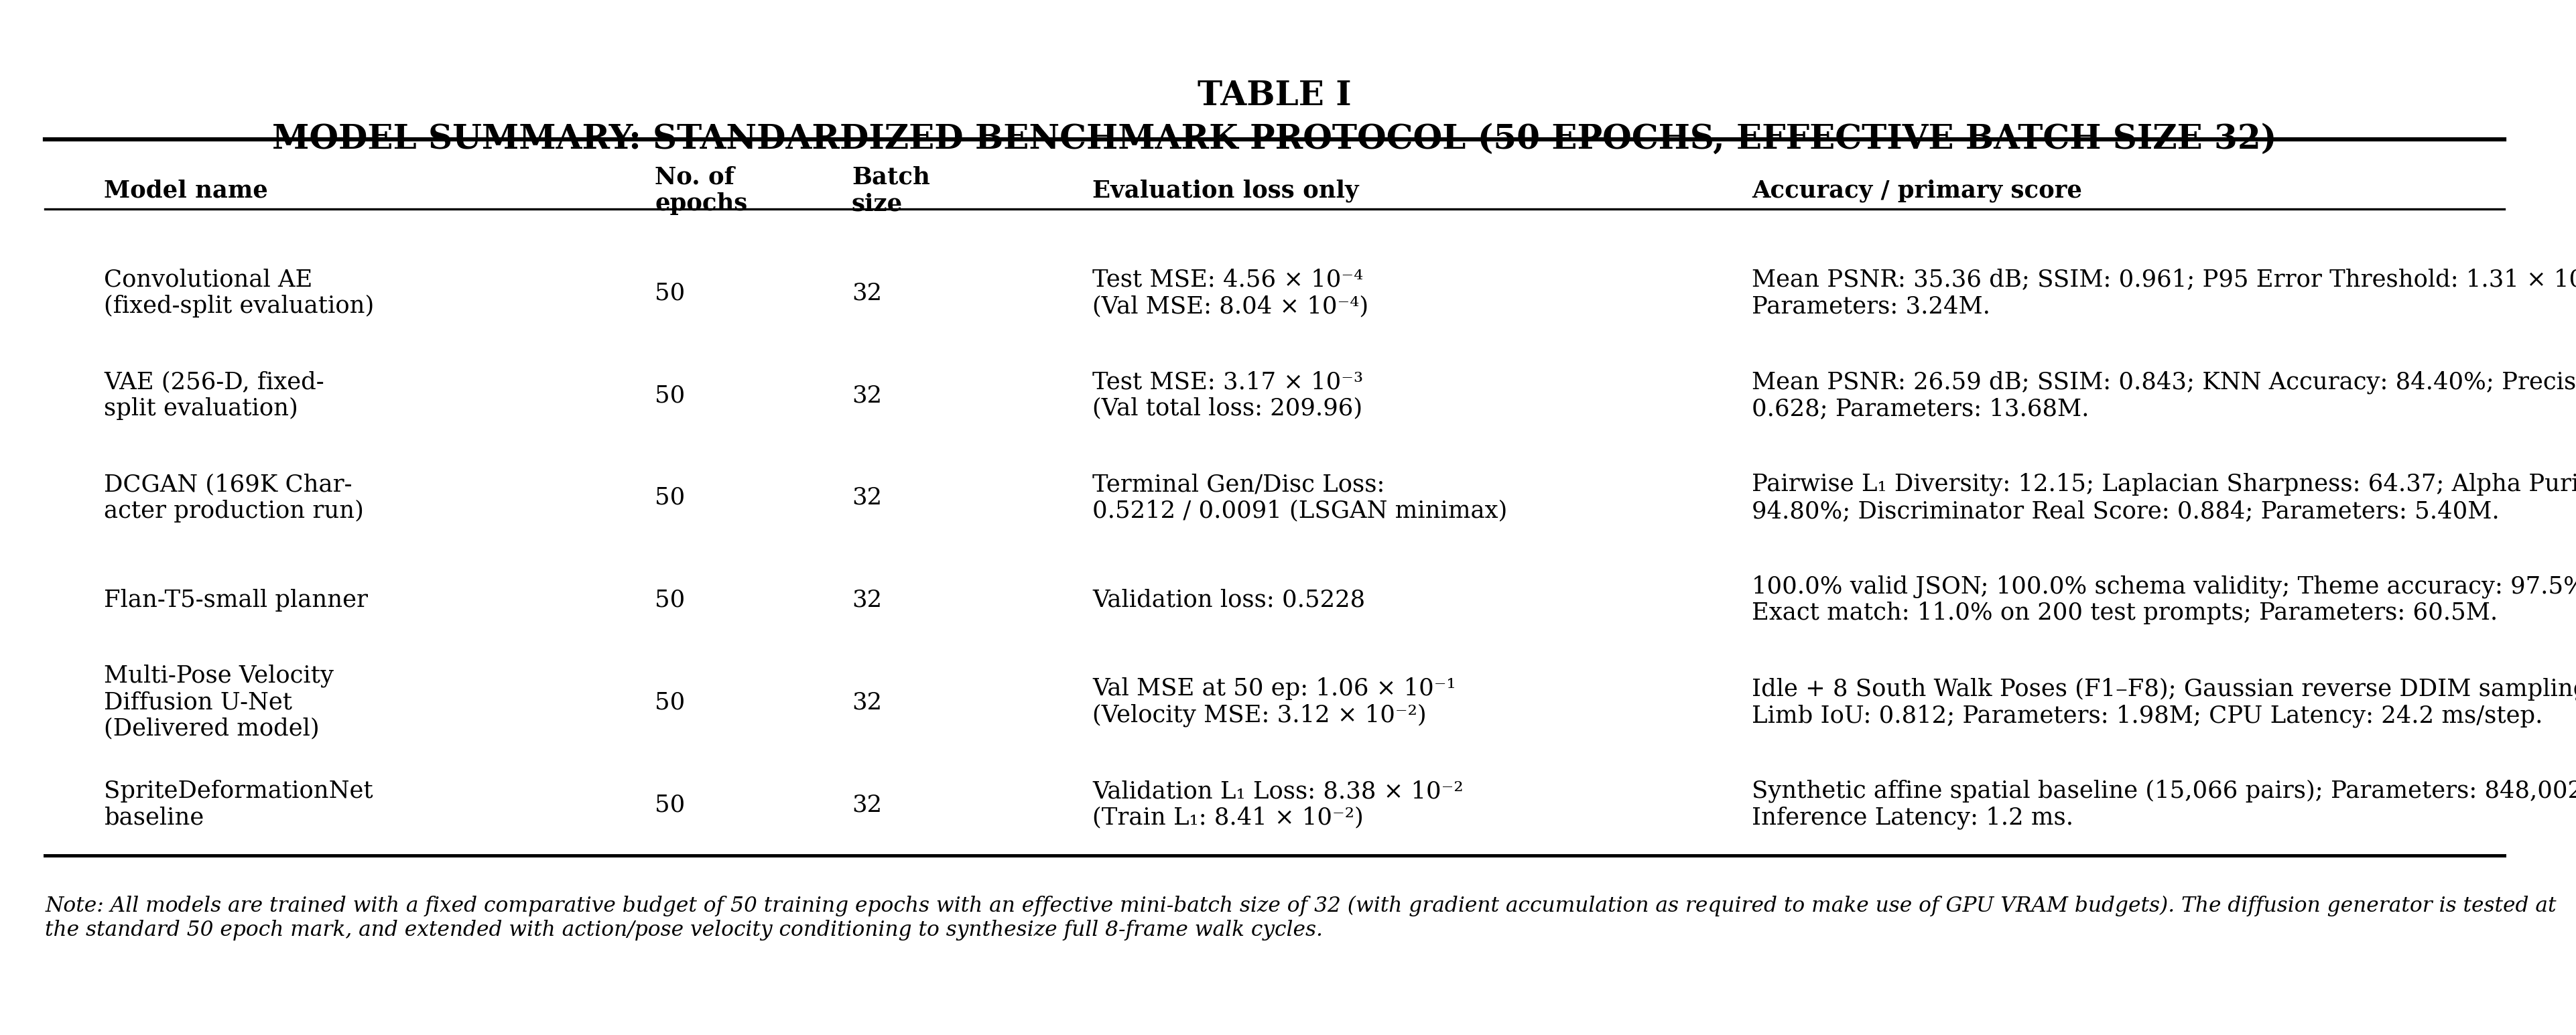 TABLE I
MODEL SUMMARY: STANDARDIZED BENCHMARK PROTOCOL (50 EPOCHS, EFFECTIVE BATCH SIZE 32)
Model name No. of epochs Batch size Evaluation loss only Accuracy / primary score
Convolutional AE
(fixed-split evaluation)
50
32
Test MSE: 4.56 × 10⁻⁴
(Val MSE: 8.04 × 10⁻⁴)
Mean PSNR: 35.36 dB; SSIM: 0.961; P95 Error Threshold: 1.31 ×
Parameters: 3.24M.
VAE (256-D, fixed-
split evaluation)
50
32
Test MSE: 3.17 × 10⁻³
(Val total loss: 209.96)
Mean PSNR: 26.59 dB; SSIM: 0.843; KNN Accuracy: 84.40%;
0.628; Parameters: 13.68M.
DCGAN (169K Char-
acter production run)
50
32
Terminal Gen/Disc Loss:
0.5212 / 0.0091 (LSGAN minimax)
Pairwise L₁ Diversity: 12.15; Laplacian Sharpness: 64.37; Alpha
94.80%; Discriminator Real Score: 0.884; Parameters: 5.40M.
Flan-T5-small planner
50
32
Validation loss: 0.5228
100.0% valid JSON; 100.0% schema validity; Theme accuracy: 97.5%
Exact match: 11.0% on 200 test prompts; Parameters: 60.5M.
Multi-Pose Velocity
Diffusion U-Net
(Delivered model)
50
32
Val MSE at 50 ep: 1.06 × 10⁻¹
(Velocity MSE: 3.12 × 10⁻²)
Idle + 8 South Walk Poses (F1–F8); Gaussian reverse DDIM sampling
Limb IoU: 0.812; Parameters: 1.98M; CPU Latency: 24.2 ms/step.
SpriteDeformationNet
baseline
50
32
Validation L₁ Loss: 8.38 × 10⁻²
(Train L₁: 8.41 × 10⁻²)
Synthetic affine spatial baseline (15,066 pairs); Parameters: 848,002
Inference Latency: 1.2 ms.
Note: All models are trained with a fixed comparative budget of 50 training epochs with an effective mini-batch size of 32 (with gradient accumulation as required to make use of GPU VRAM budgets). The diffusion generator is tested at
the standard 50 epoch mark, and extended with action/pose velocity conditioning to synthesize full 8-frame walk cycles.